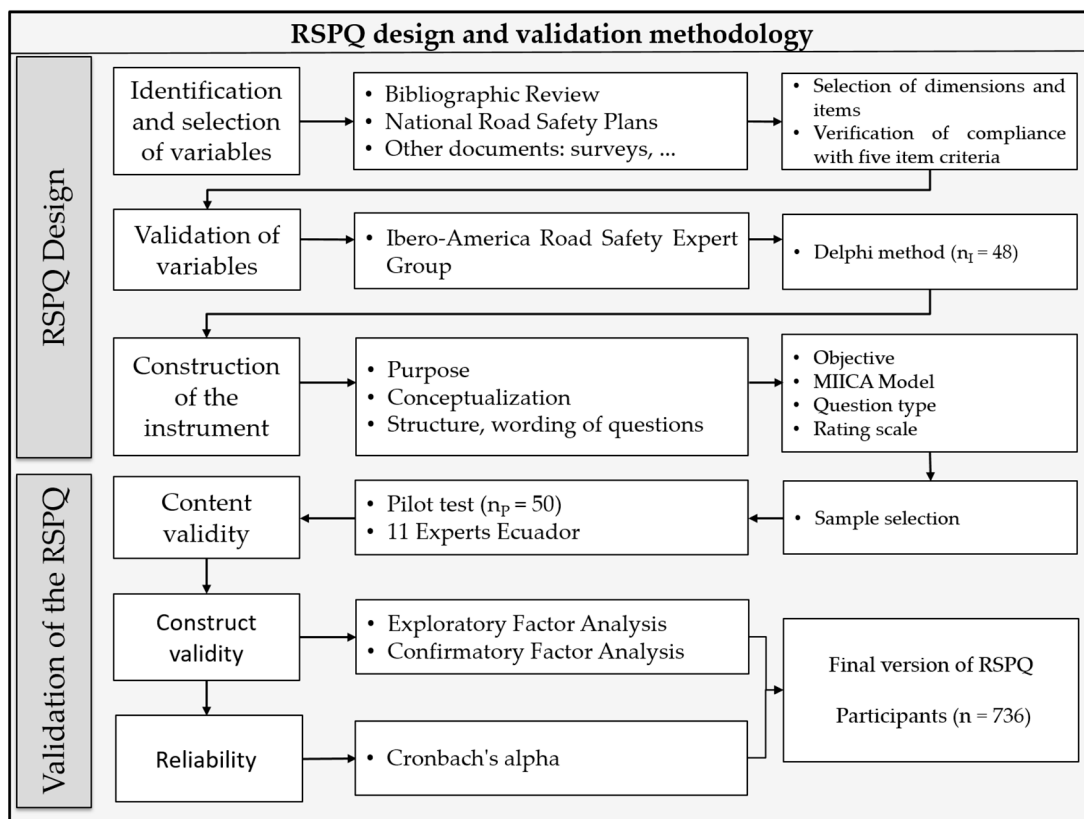 RSPQ design and validation methodology
RSPQ Design
Identification
and selection
of variables
• Bibliographic Review
• National Road Safety Plans
• Other documents: surveys, ...
• Selection of dimensions and
items
• Verification of compliance
with five item criteria
Validation of
variables
• Ibero-America Road Safety Expert
Group
• Delphi method (nI = 48)
Construction
of the
instrument
• Purpose
• Conceptualization
• Structure, wording of questions
• Objective
• MIICA Model
• Question type
• Rating scale
Validation of the RSPQ
Content
validity
• Pilot test (nP = 50)
• 11 Experts Ecuador
• Sample selection
Construct
validity
• Exploratory Factor Analysis
• Confirmatory Factor Analysis
Final version of RSPQ
Participants (n = 736)
Reliability
• Cronbach's alpha